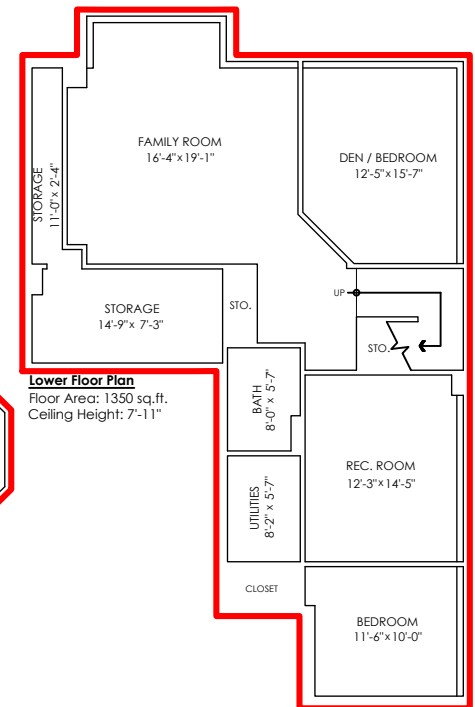 FAMILY ROOM
16'-4"x19'-1"
DEN / BEDROOM
12'-5"x15'-7"
STORAGE
11'-0"x 2'-4"
UP
STORAGE
14'-9"x 7'-3"
STO.
STO.
Lower Floor Plan
Floor Area: 1350 sq.ft.
Ceiling Height: 7'-11"
BATH
8'-0" x 5'-7"
REC. ROOM
12'-3"x14'-5"
UTILITIES
8'-2" x 5'-7"
CLOSET
BEDROOM
11'-6"x10'-0"